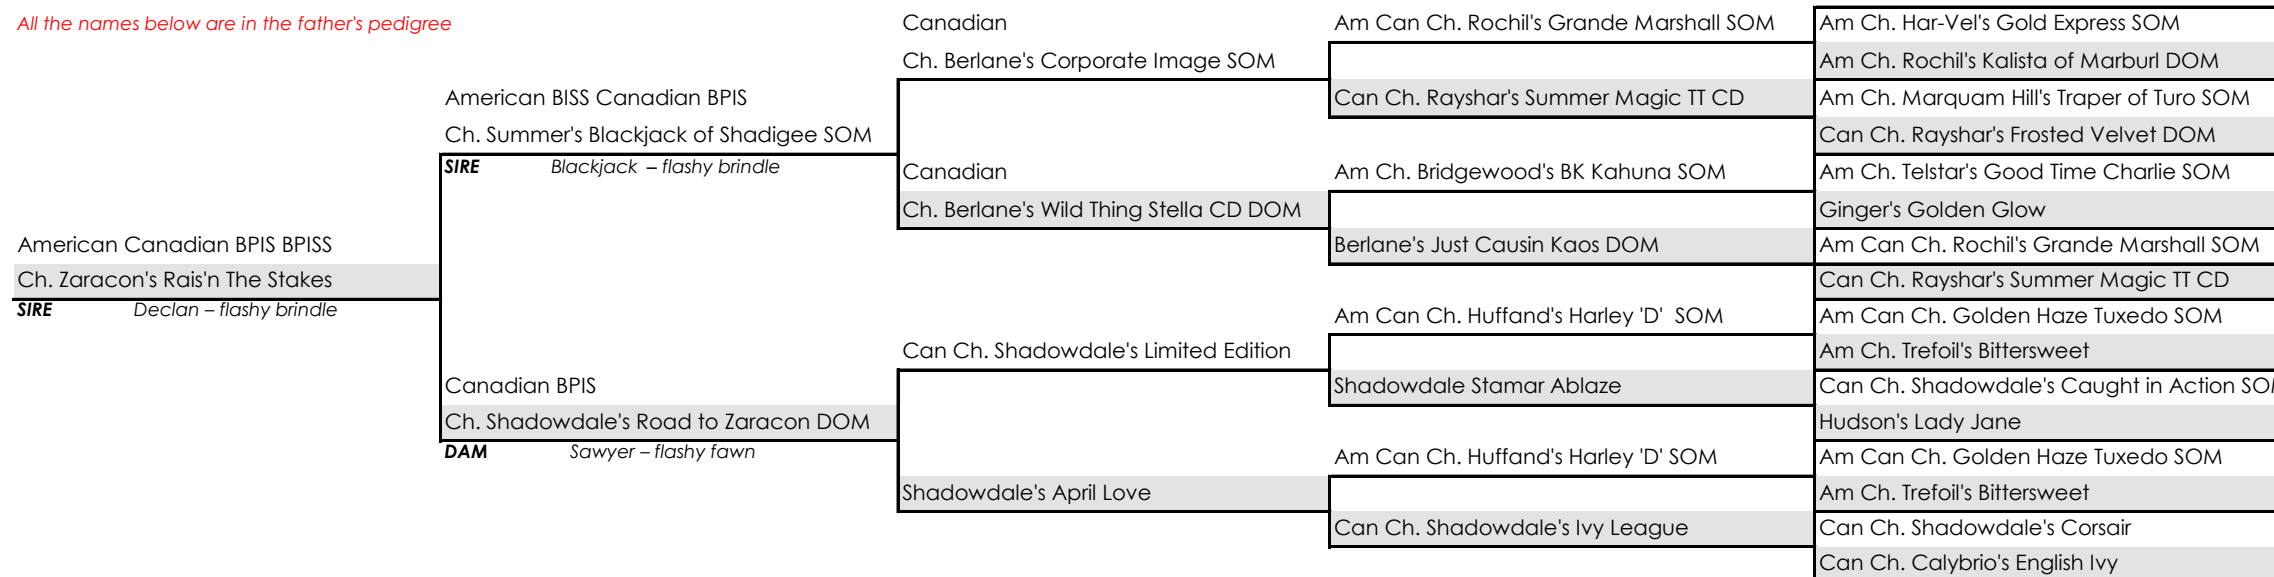 All the names below are in the father's pedigree
American Canadian BPIS BPISS
Ch. Zaracon's Rais'n The Stakes
SIRE Declan – flashy brindle
American BISS Canadian BPIS
Ch. Summer's Blackjack of Shadigee SOM
SIRE Blackjack – flashy brindle
Canadian BPIS
Ch. Shadowdale's Road to Zaracon DOM
DAM Sawyer – flashy fawn
Canadian
Ch. Berlane's Corporate Image SOM
Canadian
Ch. Berlane's Wild Thing Stella CD DOM
Can Ch. Shadowdale's Limited Edition
Shadowdale's April Love
Am Can Ch. Rochil's Grande Marshall SOM
Can Ch. Rayshar's Summer Magic TT CD
Am Ch. Bridgewood's BK Kahuna SOM
Berlane's Just Causin Kaos DOM
Am Can Ch. Huffand's Harley 'D' SOM
Shadowdale Stamar Ablaze
Am Can Ch. Huffand's Harley 'D' SOM
Can Ch. Shadowdale's Ivy League
Am Ch. Har-Vel's Gold Express SOM
Am Ch. Rochil's Kalista of Marburl DOM
Am Ch. Marquam Hill's Traper of Turo SOM
Can Ch. Rayshar's Frosted Velvet DOM
Am Ch. Telstar's Good Time Charlie SOM
Ginger's Golden Glow
Am Can Ch. Rochil's Grande Marshall SOM
Can Ch. Rayshar's Summer Magic TT CD
Am Can Ch. Golden Haze Tuxedo SOM
Am Ch. Trefoil's Bittersweet
Can Ch. Shadowdale's Caught in Action SOM
Hudson's Lady Jane
Am Can Ch. Golden Haze Tuxedo SOM
Am Ch. Trefoil's Bittersweet
Can Ch. Shadowdale's Corsair
Can Ch. Calybrio's English Ivy